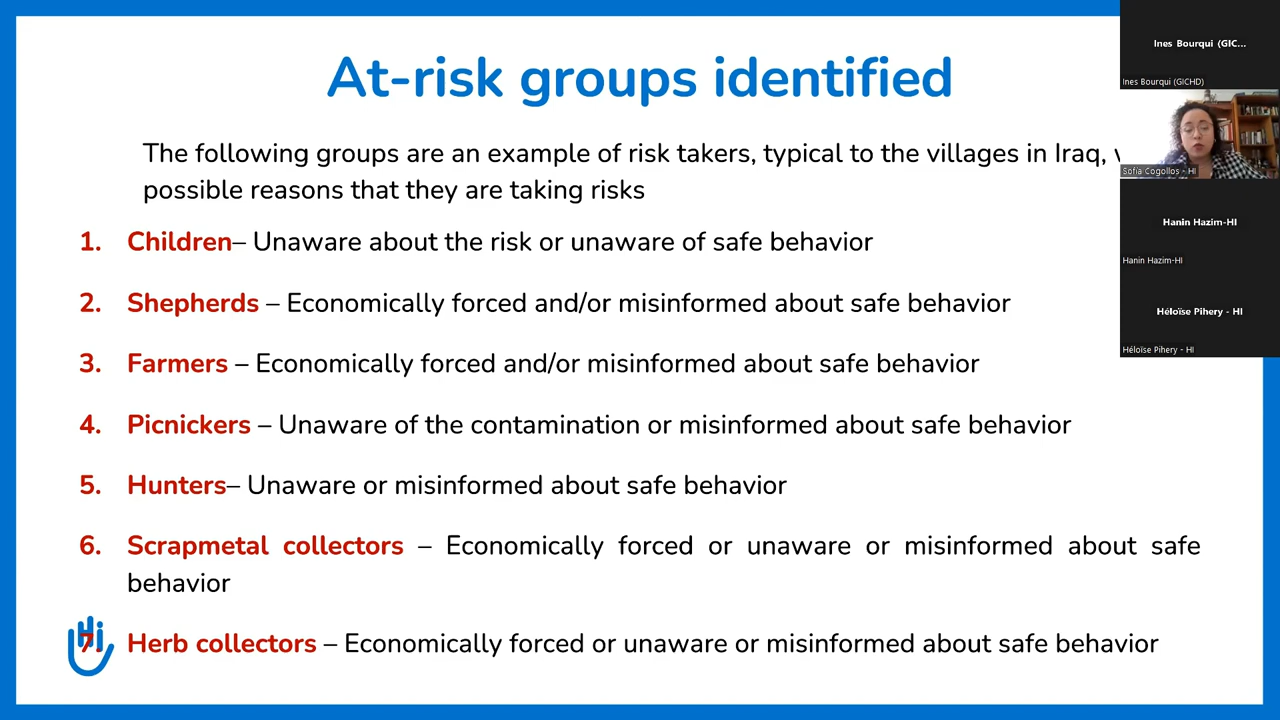 At-risk groups identified
The following groups are an example of risk takers, typical to the villages in Iraq,
possible reasons that they are taking risks
1. Children– Unaware about the risk or unaware of safe behavior
2. Shepherds – Economically forced and/or misinformed about safe behavior
3. Farmers – Economically forced and/or misinformed about safe behavior
4. Picnickers – Unaware of the contamination or misinformed about safe behavior
5. Hunters– Unaware or misinformed about safe behavior
6. Scrapmetal collectors – Economically forced or unaware or misinformed about safe
behavior
7. Herb collectors – Economically forced or unaware or misinformed about safe behavior
Hi
Ines Bourqui (GIC...
Ines Bourqui (GICHD)
Sofia Cogollos - HI
Hanin Hazim-HI
Hanin Hazim-HI
Héloïse Pihery - HI
Héloïse Pihery - HI